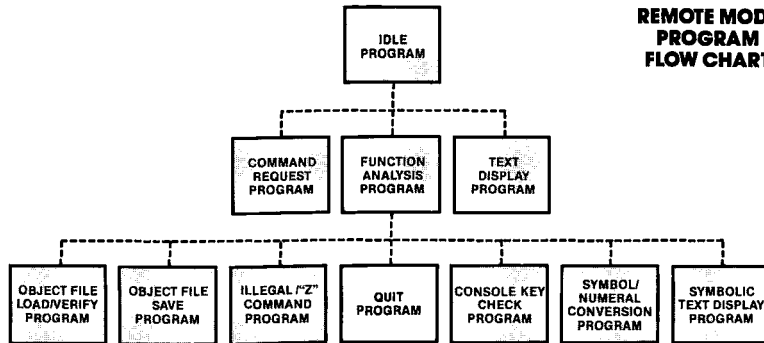 REMOTE MOD
PROGRAM
FLOW CHART
IDLE
PROGRAM
COMMAND
REQUEST
PROGRAM
FUNCTION
ANALYSIS
PROGRAM
TEXT
DISPLAY
PROGRAM
OBJECT FILE
LOAD/VERIFY
PROGRAM
OBJECT FILE
SAVE
PROGRAM
ILLEGAL/"Z"
COMMAND
PROGRAM
QUIT
PROGRAM
CONSOLE KEY
CHECK
PROGRAM
SYMBOL/
NUMERAL
CONVERSION
PROGRAM
SYMBOLIC
TEXT DISPLAY
PROGRAM